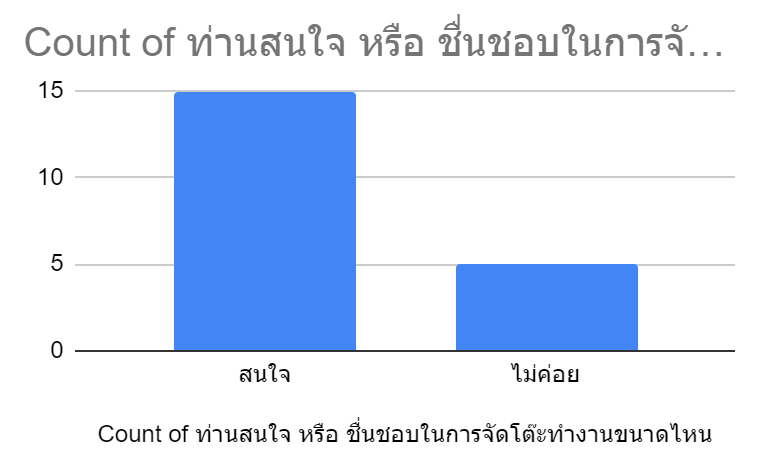 Count of ท่านสนใจ หรือ ชื่นชอบในการจั...
15
10
5
0
สนใจ
ไม่ค่อย
Count of ท่านสนใจ หรือ ชื่นชอบในการจัดโต๊ะทำงานขนาดไหน